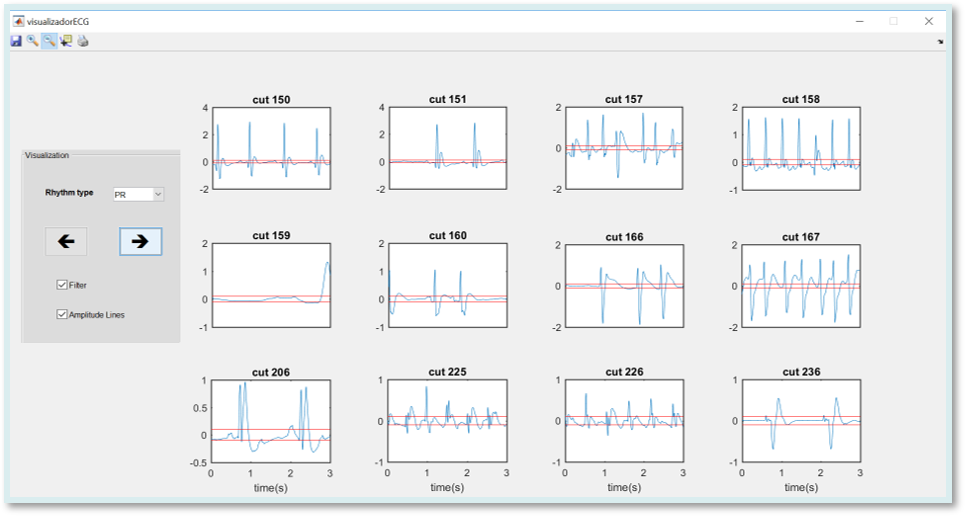 visualizadorECG
Visualization
Rhythm type
PR
Filter
Amplitude Lines
cut 150
4
2
0
-2
cut 151
4
2
0
-2
cut 157
2
0
-2
cut 158
2
1
0
-1
cut 159
2
1
0
-1
cut 160
2
1
0
-1
cut 166
2
0
-2
cut 167
2
0
-2
cut 206
1
0.5
0
-0.5
0 1 2 3
time(s)
cut 225
1
0
-1
0 1 2 3
time(s)
cut 226
1
0
-1
0 1 2 3
time(s)
cut 236
1
0
-1
0 1 2 3
time(s)